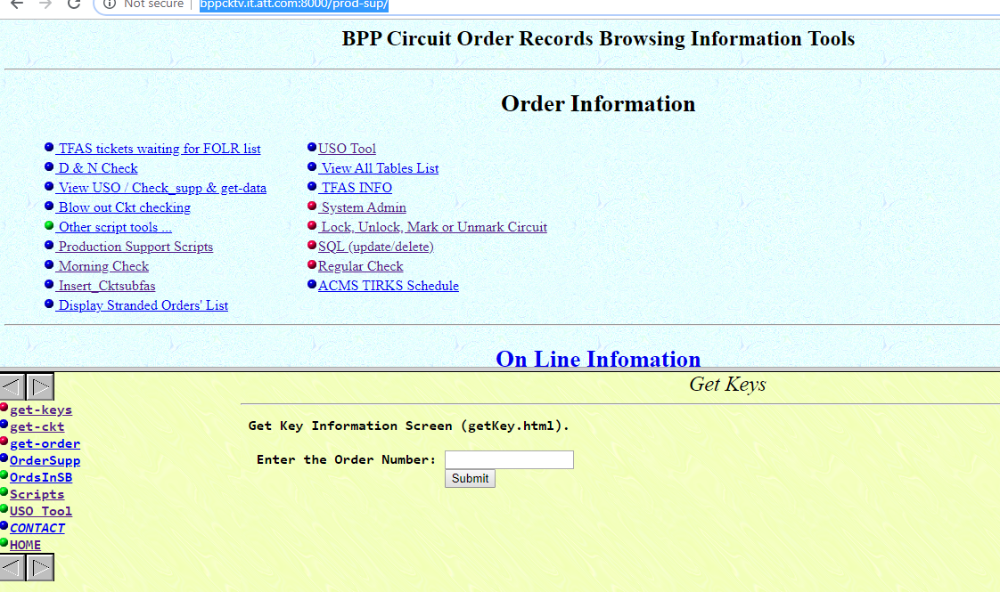 Not secure | bppcktv.it.att.com:8000/prod-sup/
BPP Circuit Order Records Browsing Information Tools
Order Information
TFAS tickets waiting for FOLR list
D & N Check
View USO / Check_supp & get-data
Blow out Ckt checking
Other script tools ...
Production Support Scripts
Morning Check
Insert_Cktsubfas
Display Stranded Orders' List
USO Tool
View All Tables List
TFAS INFO
System Admin
Lock, Unlock, Mark or Unmark Circuit
SQL (update/delete)
Regular Check
ACMS TIRKS Schedule
On Line Infomation
get-keys
get-ckt
get-order
OrderSupp
OrdsInSB
Scripts
USO Tool
CONTACT
HOME
Get Keys
Get Key Information Screen (getKey.html).
Enter the Order Number:
Submit